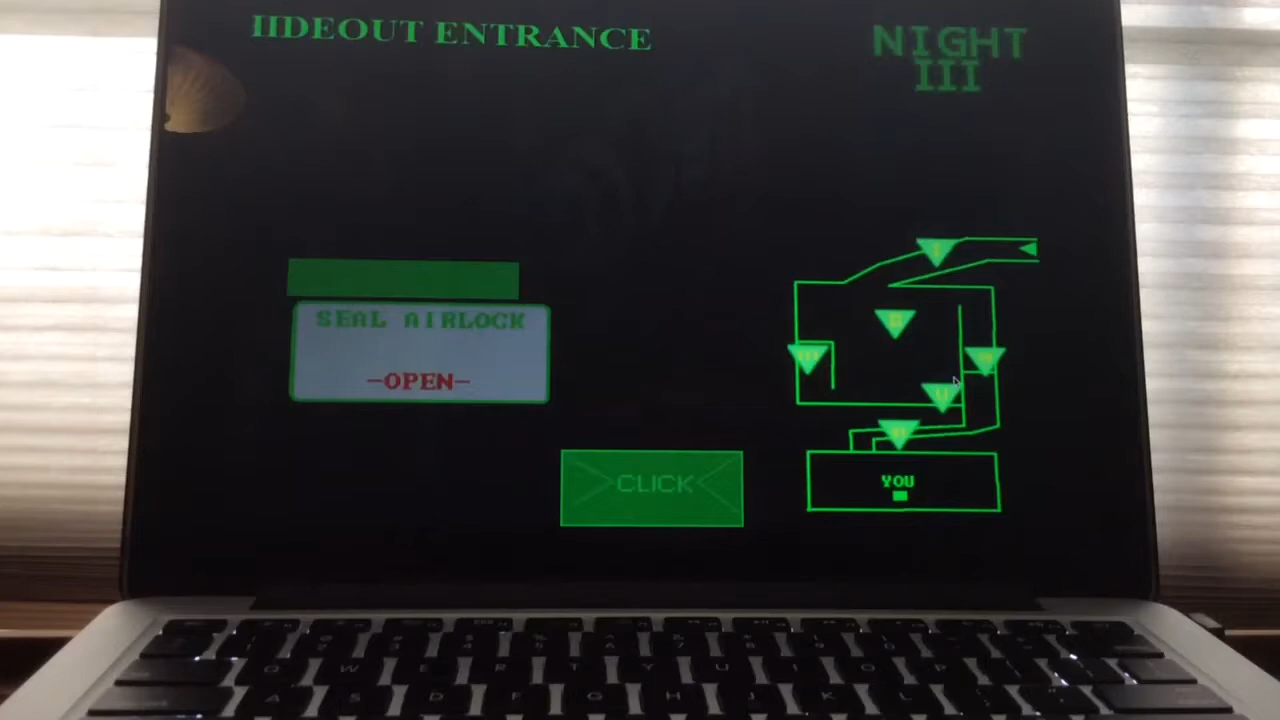 IIDEOUT ENTRANCE
NIGHT
III
SEAL AIRLOCK
-OPEN-
CLICK
YOU
Q W E R T Y U I O P
A S D F G H J K L